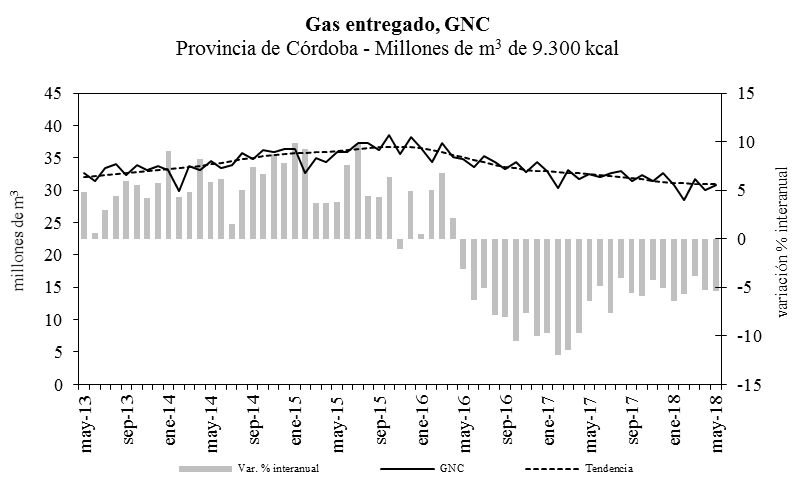 Gas entregado, GNC
Provincia de Córdoba - Millones de m³ de 9.300 kcal
45
40
35
30
25
20
15
10
5
0
millones de m³
15
10
5
0
-5
-10
-15
variación % interanual
may-13
sep-13
ene-14
may-14
sep-14
ene-15
may-15
sep-15
ene-16
may-16
sep-16
ene-17
may-17
sep-17
ene-18
may-18
Var. % interanual
GNC
Tendencia